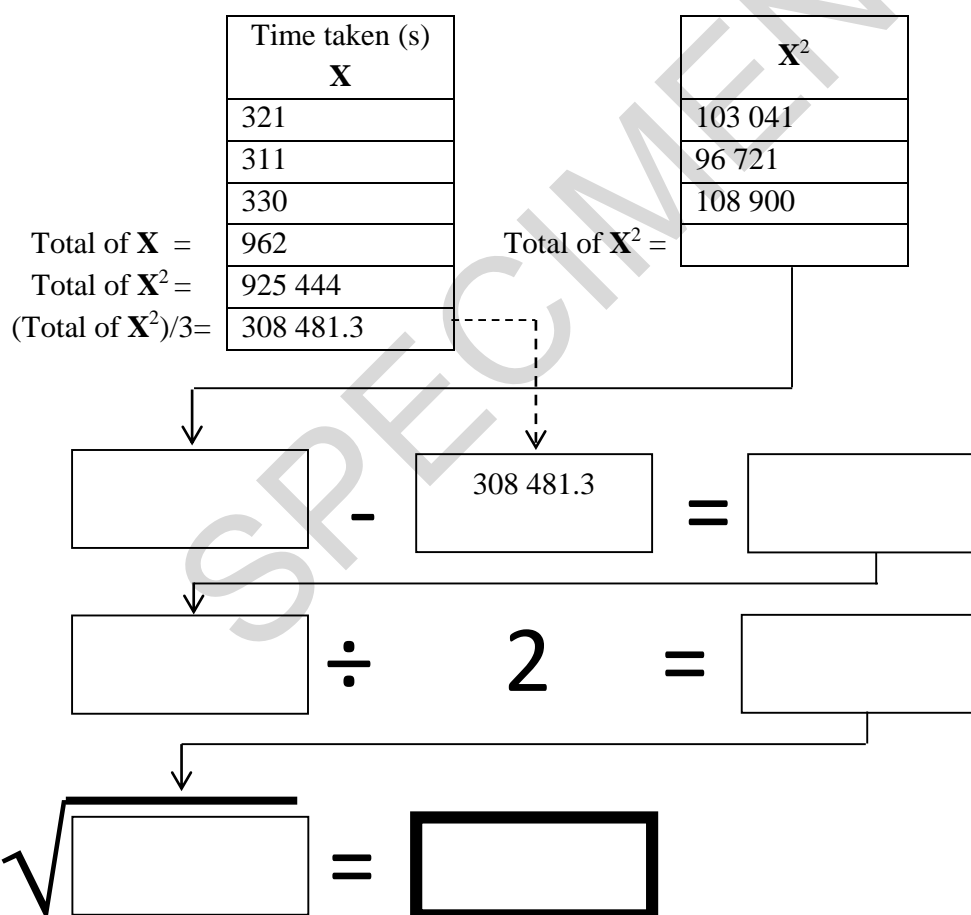 Time taken (s)
X
X²
321
103 041
311
96 721
330
108 900
Total of X =
962
Total of X² =
Total of X² =
925 444
(Total of X²)/3=
308 481.3
308 481.3
-
=
÷
2
=
√
=
SPECIMEN